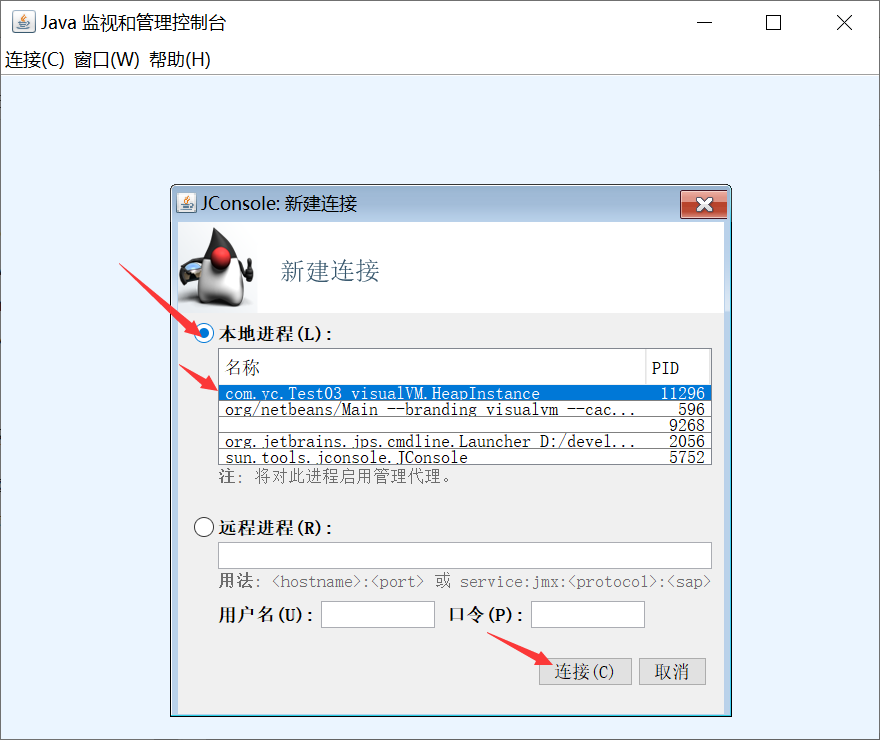 Java 监视和管理控制台
连接(C) 窗口(W) 帮助(H)
JConsole: 新建连接
新建连接
本地进程(L):
名称 PID
com.yc.Test03_visualVM.HeapInstance 11296
org/netbeans/Main --branding visualvm --cac... 596
9268
org.jetbrains.jps.cmdline.Launcher D:/devel... 2056
sun.tools.jconsole.JConsole 5752
注: 将对此进程启用管理代理。
远程进程(R):
用法: <hostname>:<port> 或 service:jmx:<protocol>:<sap>
用户名(U): 口令(P):
连接(C) 取消